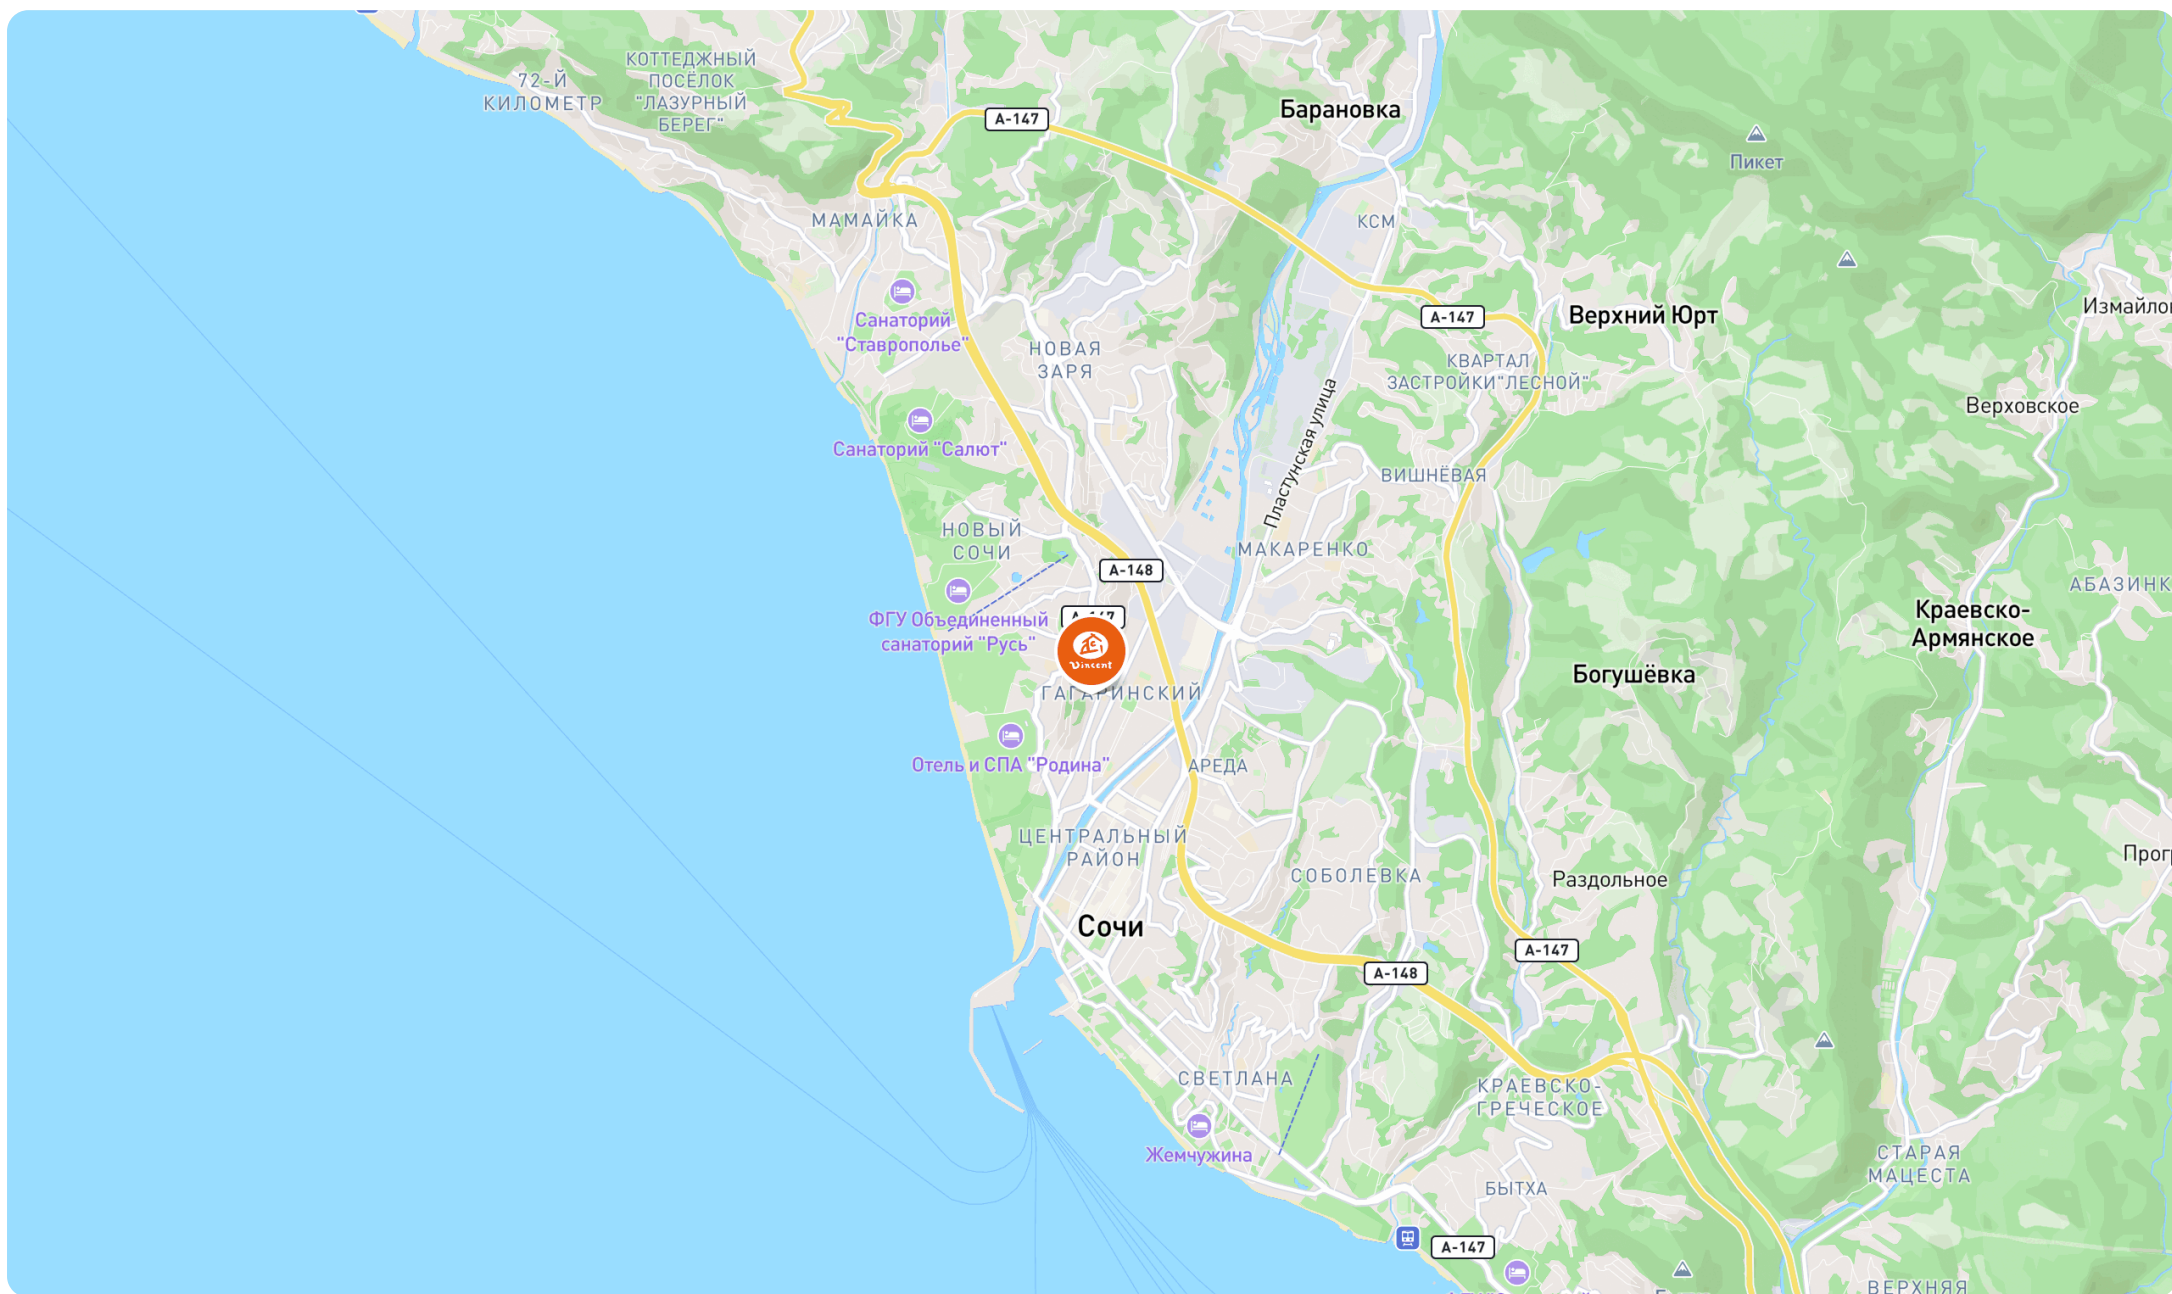 КОТТЕДЖНЫЙ
ПОСЁЛОК
"ЛАЗУРНЫЙ
БЕРЕГ"
72-Й
КИЛОМЕТР
А-147
Барановка
Пикет
МАМАЙКА
КСМ
Санаторий
"Ставрополье"
НОВАЯ
ЗАРЯ
А-147
Верхний Юрт
КВАРТАЛ
ЗАСТРОЙКИ"ЛЕСНОЙ"
Верховское
Санаторий "Салют"
Пластунская улица
ВИШНЁВАЯ
НОВЫЙ
СОЧИ
МАКАРЕНКО
А-148
ФГУ Объединенный
санаторий "Русь"
Vincent
ГАГАРИНСКИЙ
Краевско-
Армянское
Богушёвка
Отель и СПА "Родина"
АРЕДА
ЦЕНТРАЛЬНЫЙ
РАЙОН
СОБОЛЕВКА
Раздольное
Сочи
А-148
А-147
СВЕТЛАНА
КРАЕВСКО-
ГРЕЧЕСКОЕ
Жемчужина
СТАРАЯ
МАЦЕСТА
БЫТХА
А-147
ВЕРХНЯЯ